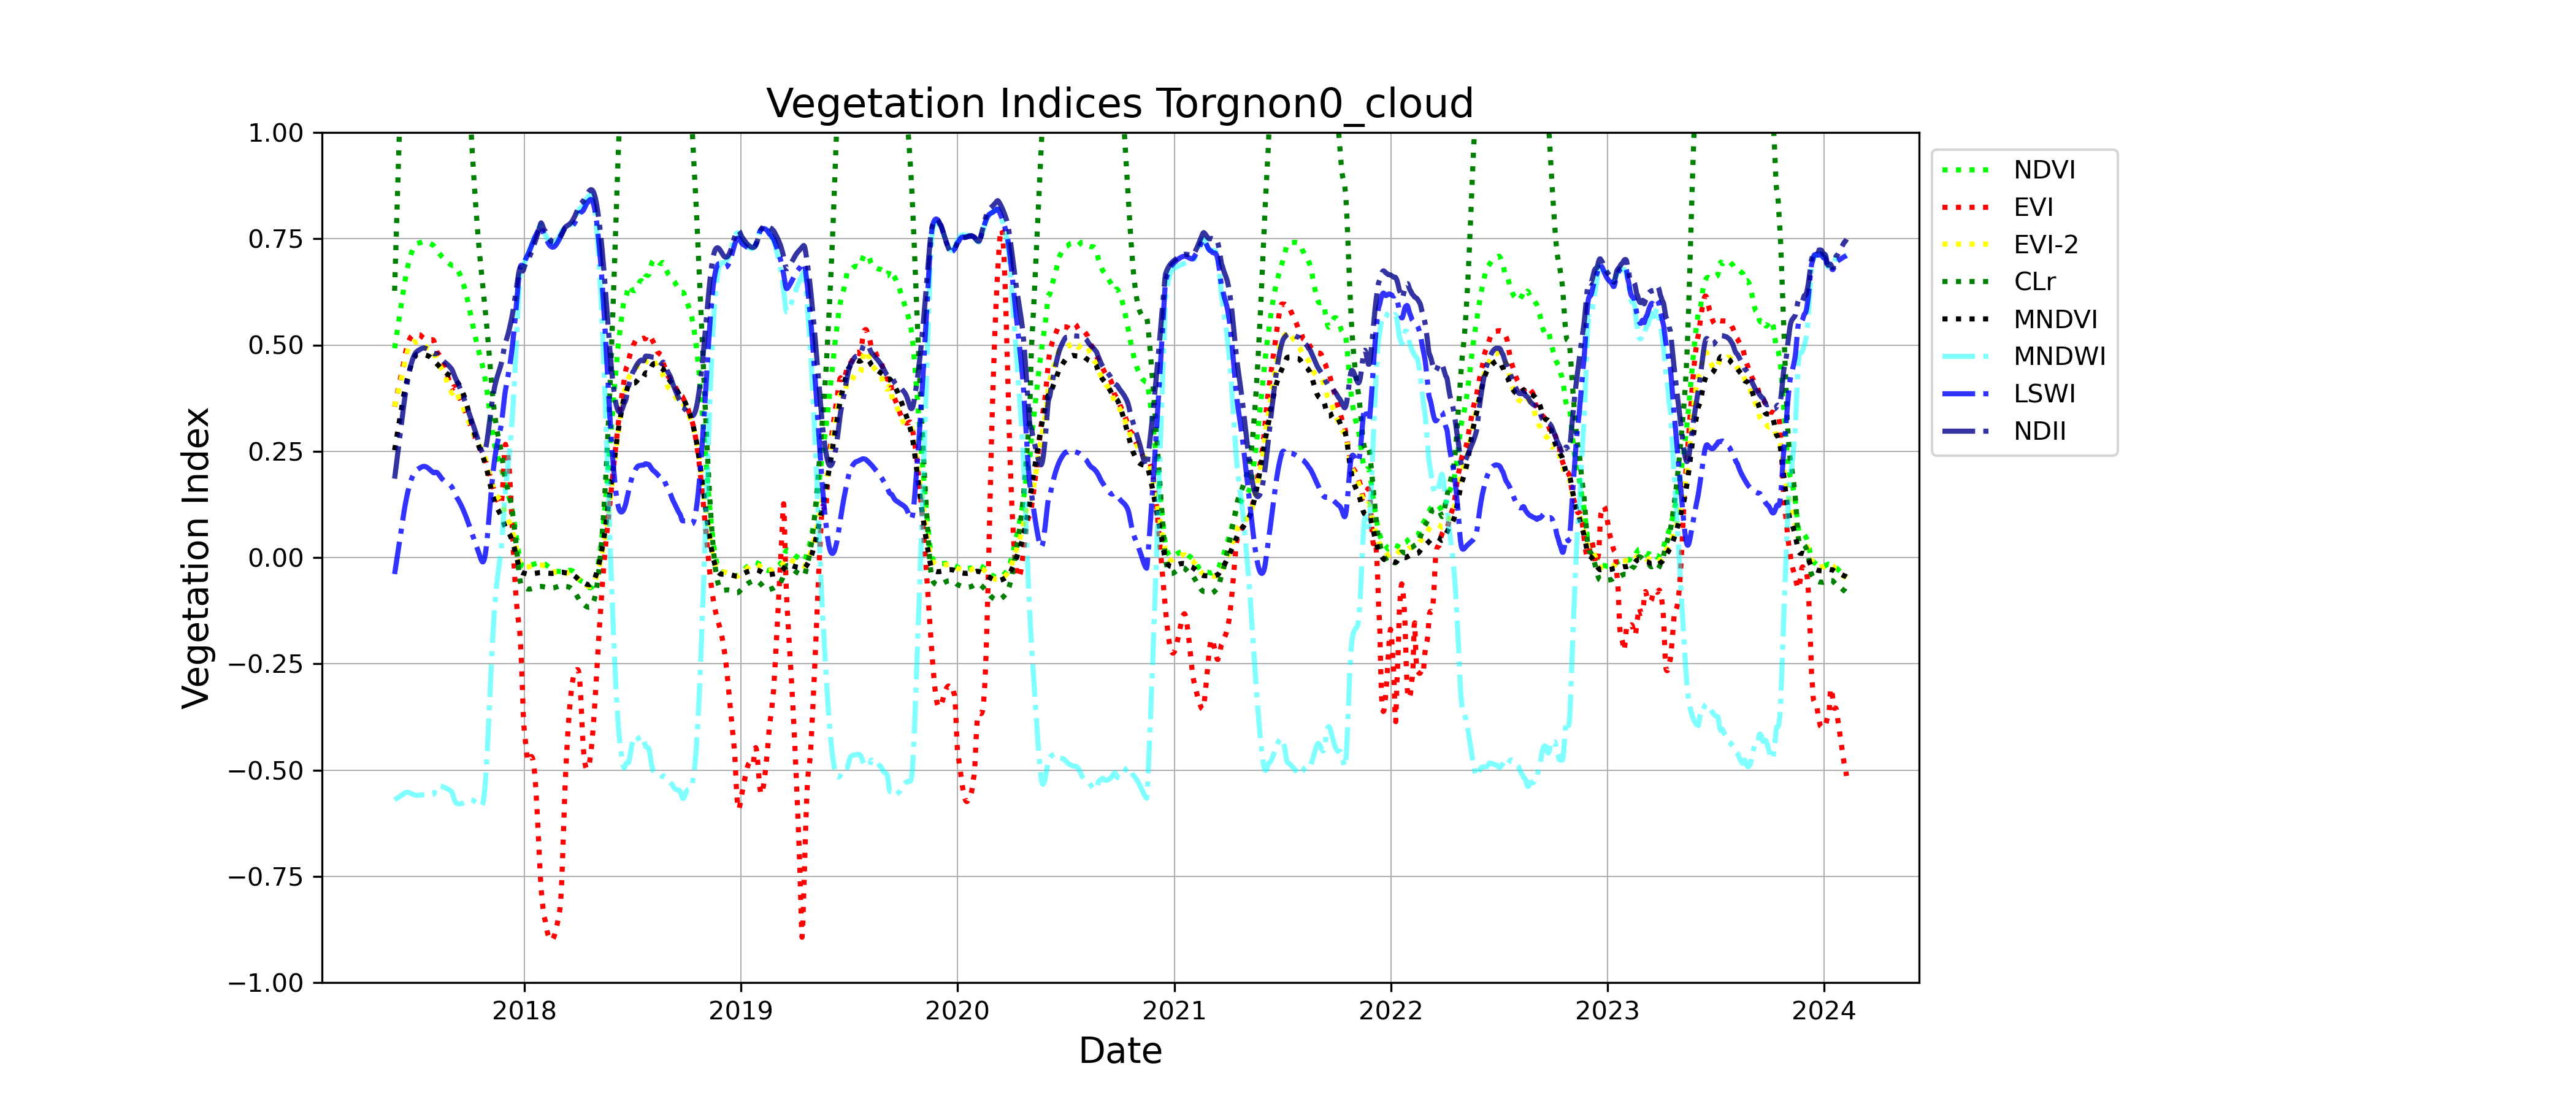 Vegetation Indices Torgnon0_cloud
1.00
0.75
0.50
0.25
0.00
−0.25
−0.50
−0.75
−1.00
Vegetation Index
2018 2019 2020 2021 2022 2023 2024
Date
NDVI
EVI
EVI-2
CLr
MNDVI
MNDWI
LSWI
NDII